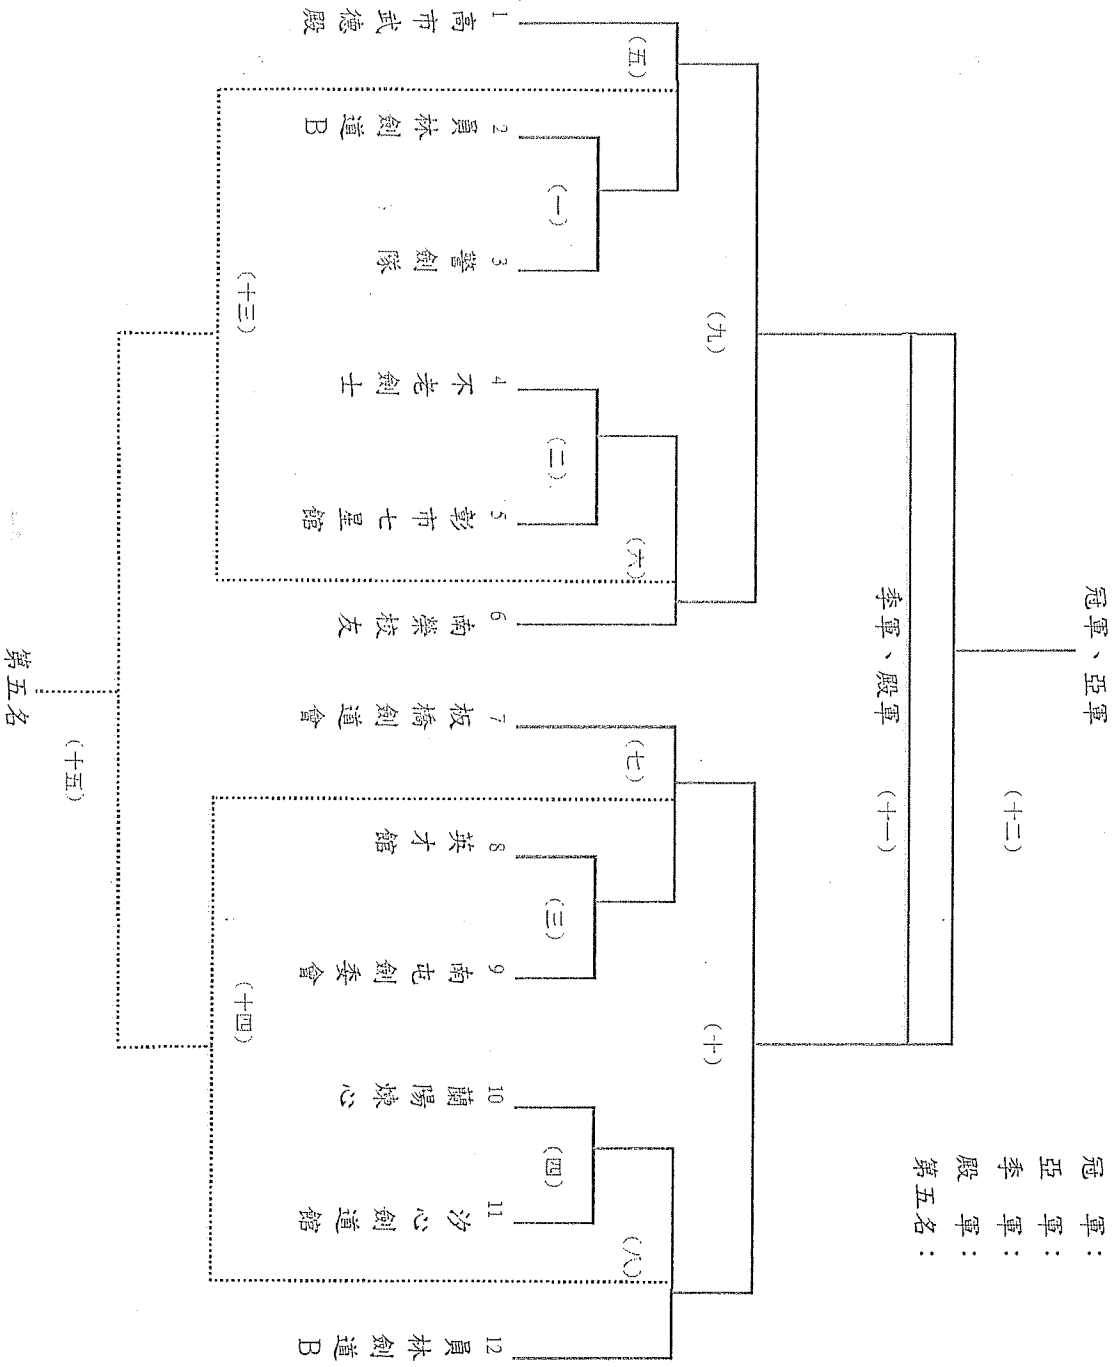 冠軍、亞軍
(十二)
季軍、殿軍
(十一)
冠 軍：
亞 軍：
季 軍：
殿 軍：
第五名：
(九)
(十)
(五)
(六)
(七)
(八)
(一)
(二)
(三)
(四)
1 高市武德殿
2 員林劍道B
3 警劍隊
4 不老劍士
5 彰市七星館
6 南榮校友
7 板橋劍道會
8 英才館
9 南屯劍委會
10 蘭陽煉心
11 汐心劍道館
12 員林劍道B
(十三)
(十四)
(十五)
第五名